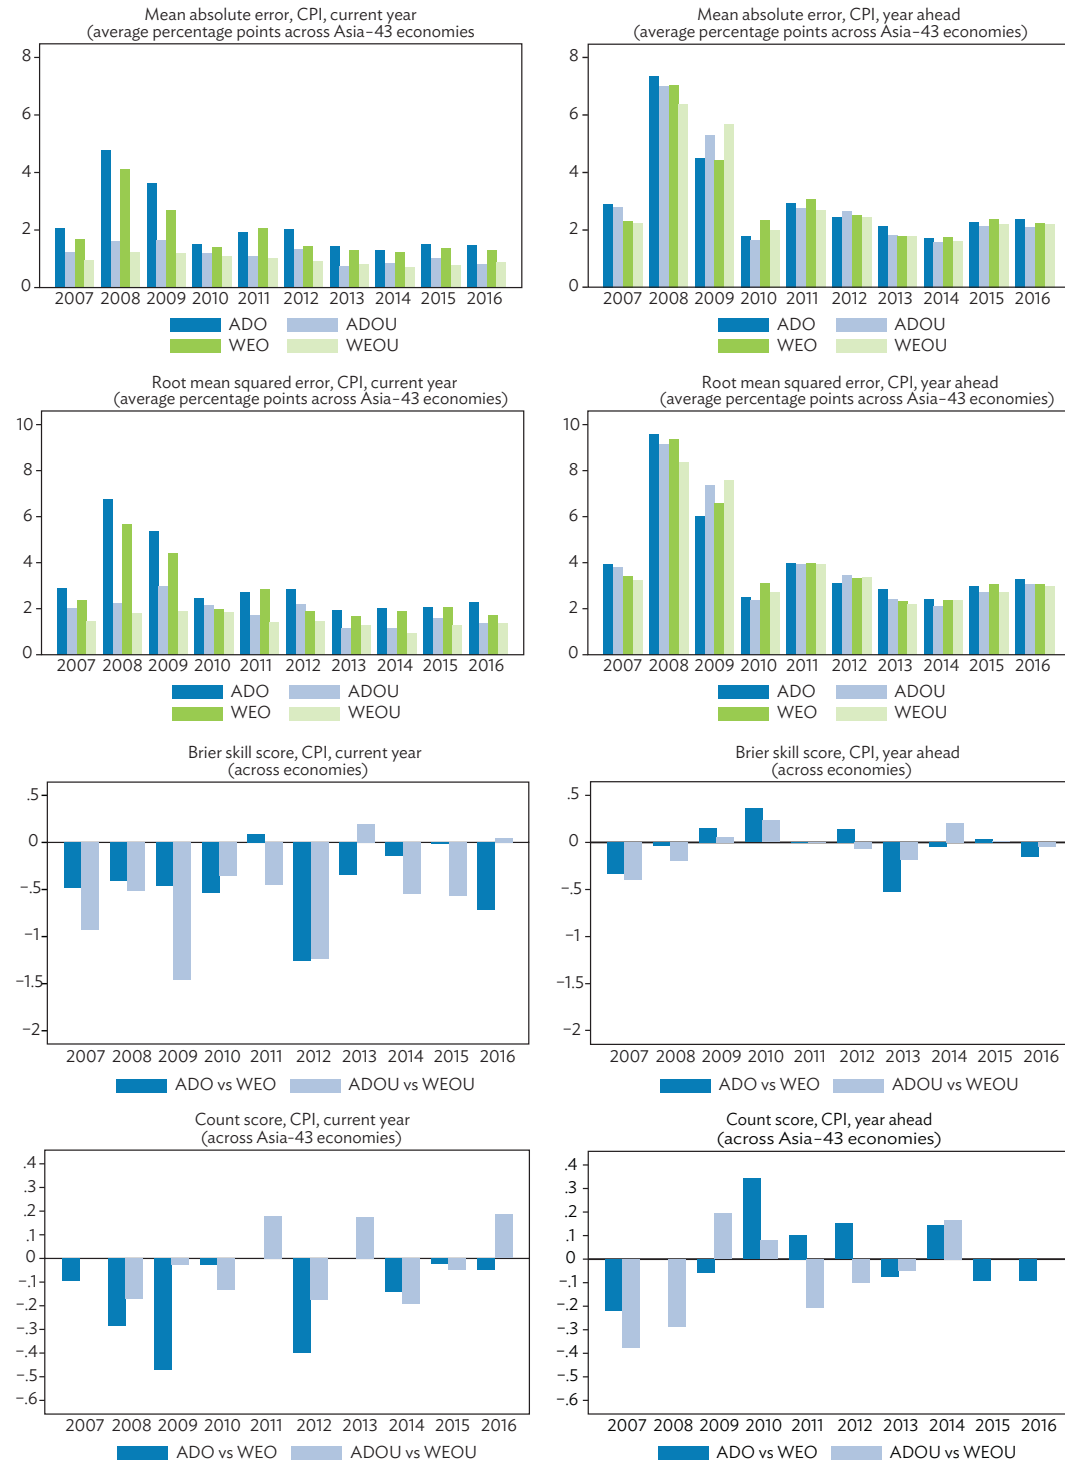 Mean absolute error, CPI, current year
(average percentage points across Asia–43 economies
8
6
4
2
0
2007 2008 2009 2010 2011 2012 2013 2014 2015 2016
ADO ADOU
WEO WEOU
Mean absolute error, CPI, year ahead
(average percentage points across Asia–43 economies)
8
6
4
2
0
2007 2008 2009 2010 2011 2012 2013 2014 2015 2016
ADO ADOU
WEO WEOU
Root mean squared error, CPI, current year
(average percentage points across Asia–43 economies)
10
8
6
4
2
0
2007 2008 2009 2010 2011 2012 2013 2014 2015 2016
ADO ADOU
WEO WEOU
Root mean squared error, CPI, year ahead
(average percentage points across Asia–43 economies)
10
8
6
4
2
0
2007 2008 2009 2010 2011 2012 2013 2014 2015 2016
ADO ADOU
WEO WEOU
Brier skill score, CPI, current year
(across economies)
.5
0
–.5
–1
–1.5
–2
2007 2008 2009 2010 2011 2012 2013 2014 2015 2016
ADO vs WEO ADOU vs WEOU
Brier skill score, CPI, year ahead
(across economies)
.5
0
–.5
–1
–1.5
–2
2007 2008 2009 2010 2011 2012 2013 2014 2015 2016
ADO vs WEO ADOU vs WEOU
Count score, CPI, current year
(across Asia–43 economies)
.4
.3
.2
.1
0
–.1
–.2
–.3
–.4
–.5
–.6
2007 2008 2009 2010 2011 2012 2013 2014 2015 2016
ADO vs WEO ADOU vs WEOU
Count score, CPI, year ahead
(across Asia–43 economies)
.4
.3
.2
.1
0
–.1
–.2
–.3
–.4
–.5
–.6
2007 2008 2009 2010 2011 2012 2013 2014 2015 2016
ADO vs WEO ADOU vs WEOU